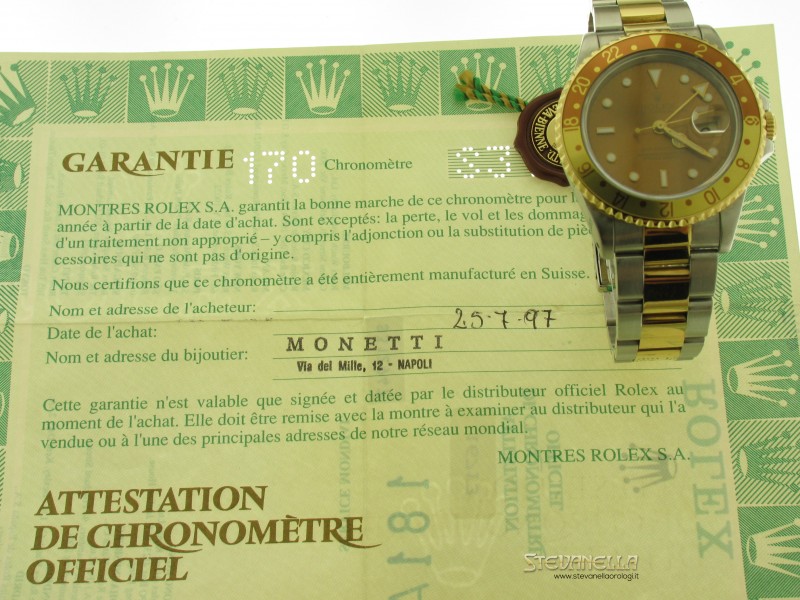 GARANTIE 170 Chronomètre S3
MONTRES ROLEX S.A. garantit la bonne marche de ce chronomètre pour
année à partir de la date d'achat. Sont exceptés: la perte, le vol et les dommag
d'un traitement non approprié – y compris l'adjonction ou la substitution de piè
cessoires qui ne sont pas d'origine.
Nous certifions que ce chronomètre a été entièrement manufacturé en Suisse.
Nom et adresse de l'acheteur:
Date de l'achat: 25-7-97
Nom et adresse du bijoutier: MONETTI
Via dei Mille, 12 - NAPOLI
Cette garantie n'est valable que signée et datée par le distributeur officiel Rolex au
moment de l'achat. Elle doit être remise avec la montre à examiner au distributeur qui l'a
vendue ou à l'une des principales adresses de notre réseau mondial.
MONTRES ROLEX S.A.
ATTESTATION
DE CHRONOMÈTRE
OFFICIEL
ROLEX
STEVANELLA
www.stevanellaorologi.it